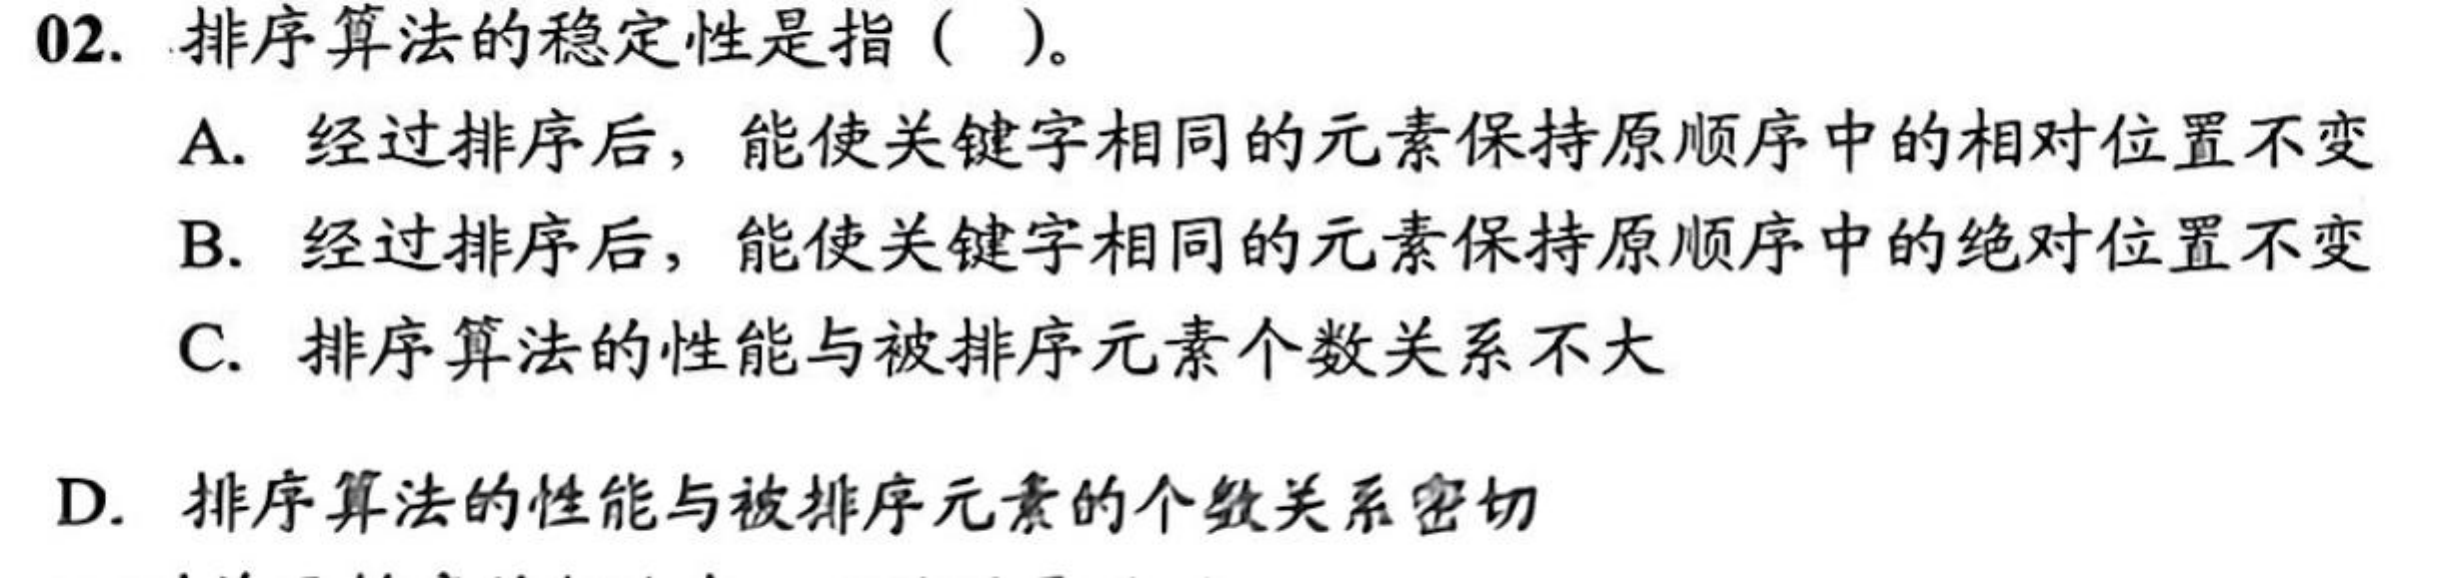 02. 排序算法的稳定性是指（ ）。
A. 经过排序后，能使关键字相同的元素保持原顺序中的相对位置不变
B. 经过排序后，能使关键字相同的元素保持原顺序中的绝对位置不变
C. 排序算法的性能与被排序元素个数关系不大
D. 排序算法的性能与被排序元素的个数关系密切